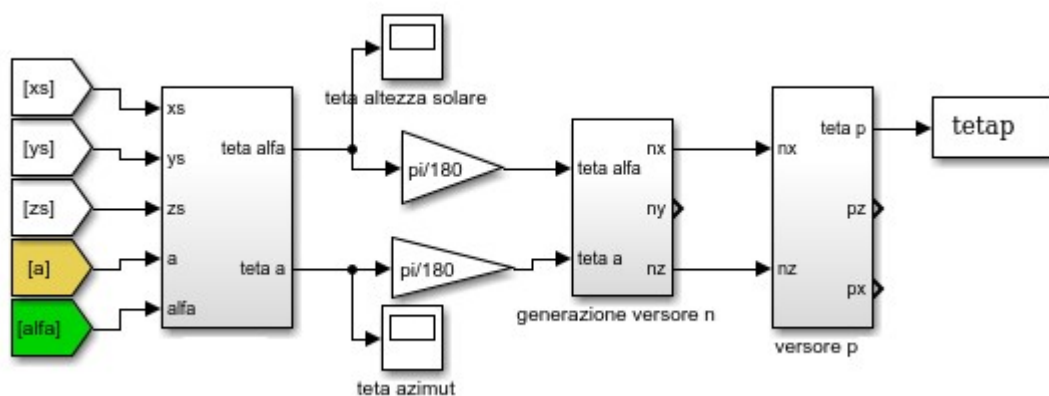 [xs]
[ys]
[zs]
[a]
[alfa]
xs
ys
zs
a
alfa
teta alfa
teta a
teta altezza solare
pi/180
pi/180
teta azimut
teta alfa
teta a
nx
ny
nz
generazione versore n
nx
nz
teta p
pz
px
versore p
tetap